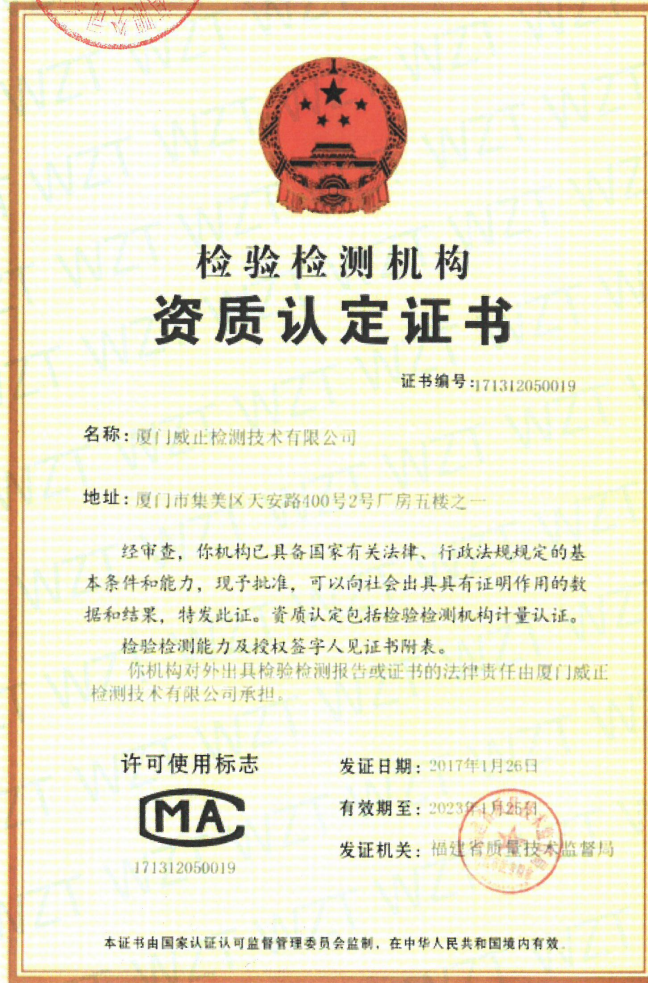 检验检测机构
资质认定证书
证书编号:171312050019
名称:厦门威正检测技术有限公司
地址:厦门市集美区天安路400号2号厂房五楼之一
经审查，你机构已具备国家有关法律、行政法规规定的基
本条件和能力，现予批准，可以向社会出具具有证明作用的数
据和结果，特发此证。资质认定包括检验检测机构计量认证。
检验检测能力及授权签字人见证书附表。
你机构对外出具检验检测报告或证书的法律责任由厦门威正
检测技术有限公司承担。
许可使用标志
MA
171312050019
发证日期:2017年1月26日
有效期至:2023年1月25日
发证机关:福建省质量技术监督局
本证书由国家认证认可监督管理委员会监制，在中华人民共和国境内有效。
WZT WZT WZT